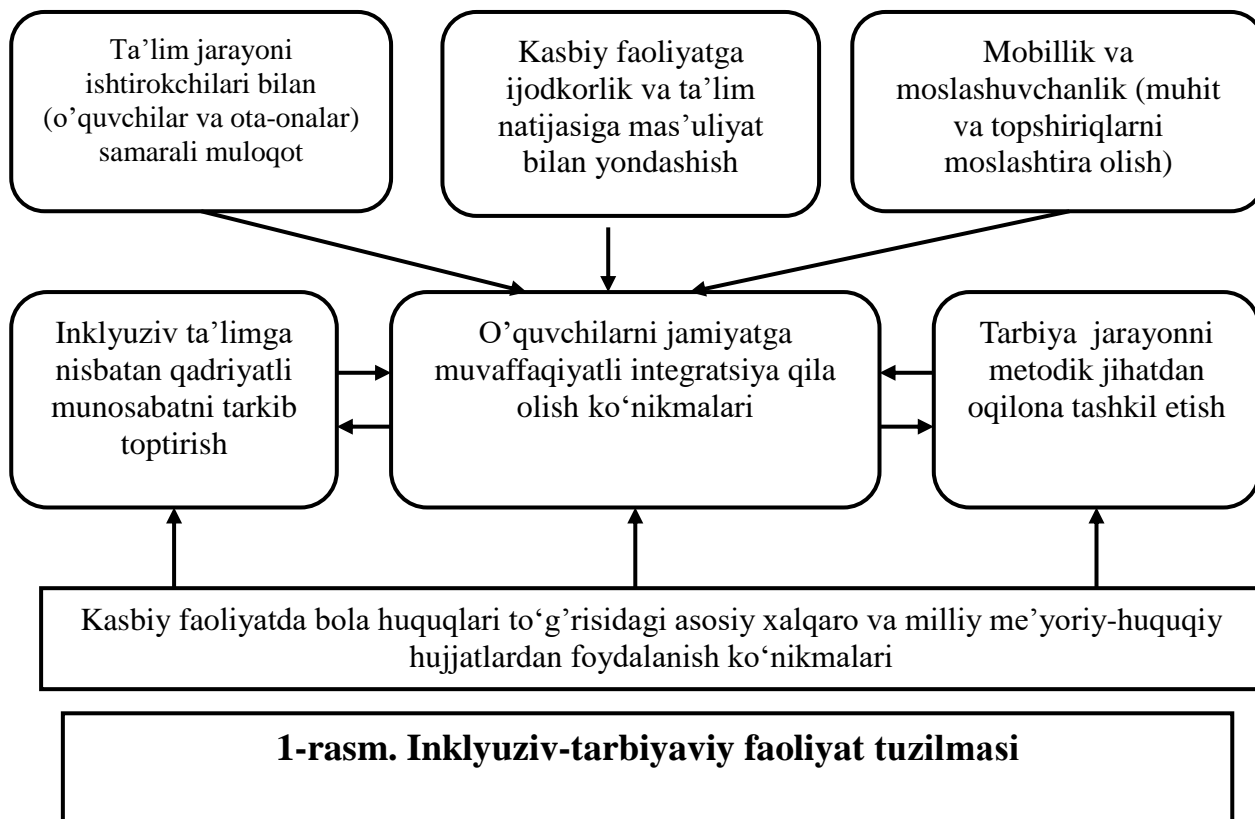 Ta’lim jarayoni
ishtirokchilari bilan
(o’quvchilar va ota-onalar)
samarali muloqot
Kasbiy faoliyatga
ijodkorlik va ta’lim
natijasiga mas’uliyat
bilan yondashish
Mobillik va
moslashuvchanlik (muhit
va topshiriqlarni
moslashtira olish)
Inklyuziv ta’limga
nisbatan qadriyatli
munosabatni tarkib
toptirish
O’quvchilarni jamiyatga
muvaffaqiyatli integratsiya qila
olish ko‘nikmalari
Tarbiya jarayonni
metodik jihatdan
oqilona tashkil etish
Kasbiy faoliyatda bola huquqlari to‘g’risidagi asosiy xalqaro va milliy me’yoriy-huquqiy
hujjatlardan foydalanish ko‘nikmalari
1-rasm. Inklyuziv-tarbiyaviy faoliyat tuzilmasi